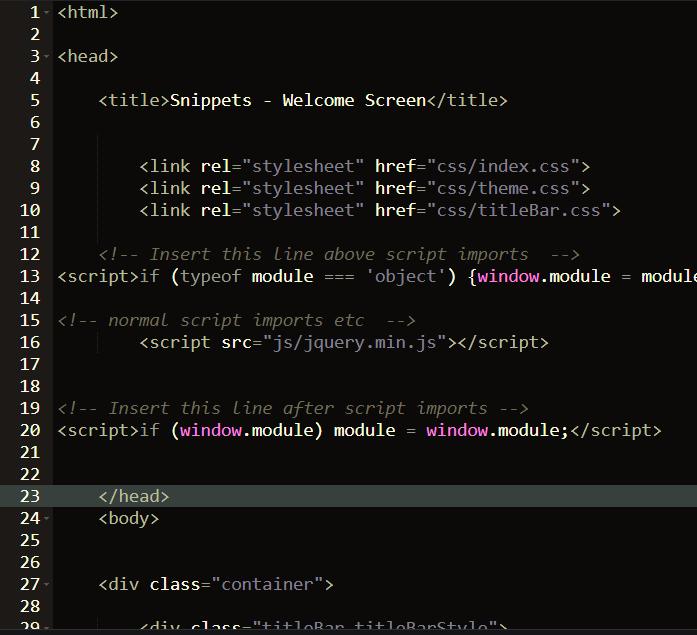 1 <html>
2
3 <head>
4
5 <title>Snippets - Welcome Screen</title>
6
7
8 <link rel="stylesheet" href="css/index.css">
9 <link rel="stylesheet" href="css/theme.css">
10 <link rel="stylesheet" href="css/titleBar.css">
11
12 <!-- Insert this line above script imports  -->
13 <script>if (typeof module === 'object') {window.module = module
14
15 <!-- normal script imports etc  -->
16 <script src="js/jquery.min.js"></script>
17
18
19 <!-- Insert this line after script imports -->
20 <script>if (window.module) module = window.module;</script>
21
22
23 </head>
24 <body>
25
26
27 <div class="container">
28
29 <div class="titleBar titleBarStyle">